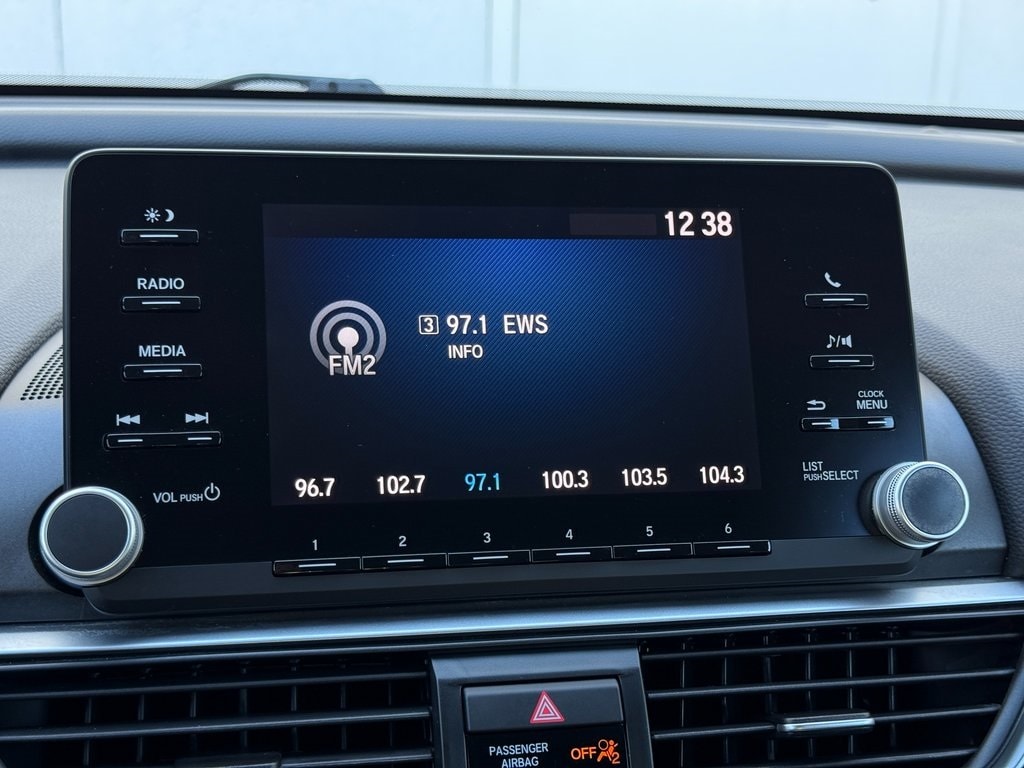 12 38
RADIO
3 97.1 EWS
INFO
FM2
MEDIA
CLOCK
MENU
96.7 102.7 97.1 100.3 103.5 104.3
LIST
PUSH SELECT
VOL PUSH
1 2 3 4 5 6
PASSENGER
AIRBAG
OFF 2